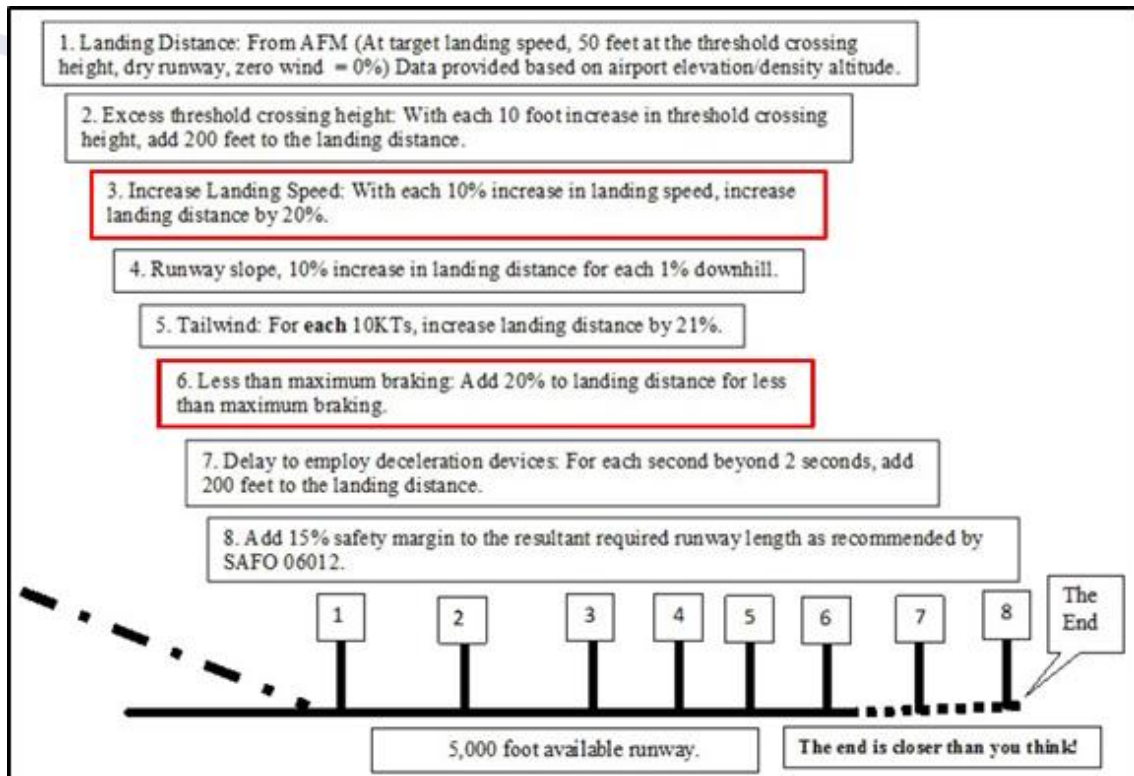 1. Landing Distance: From AFM (At target landing speed, 50 feet at the threshold crossing
height, dry runway, zero wind = 0%) Data provided based on airport elevation/density altitude.
2. Excess threshold crossing height: With each 10 foot increase in threshold crossing
height, add 200 feet to the landing distance.
3. Increase Landing Speed: With each 10% increase in landing speed, increase
landing distance by 20%.
4. Runway slope, 10% increase in landing distance for each 1% downhill.
5. Tailwind: For each 10KTs, increase landing distance by 21%.
6. Less than maximum braking: Add 20% to landing distance for less
than maximum braking.
7. Delay to employ deceleration devices: For each second beyond 2 seconds, add
200 feet to the landing distance.
8. Add 15% safety margin to the resultant required runway length as recommended by
SAFO 06012.
1 2 3 4 5 6 7 8
The
End
5,000 foot available runway.
The end is closer than you think!